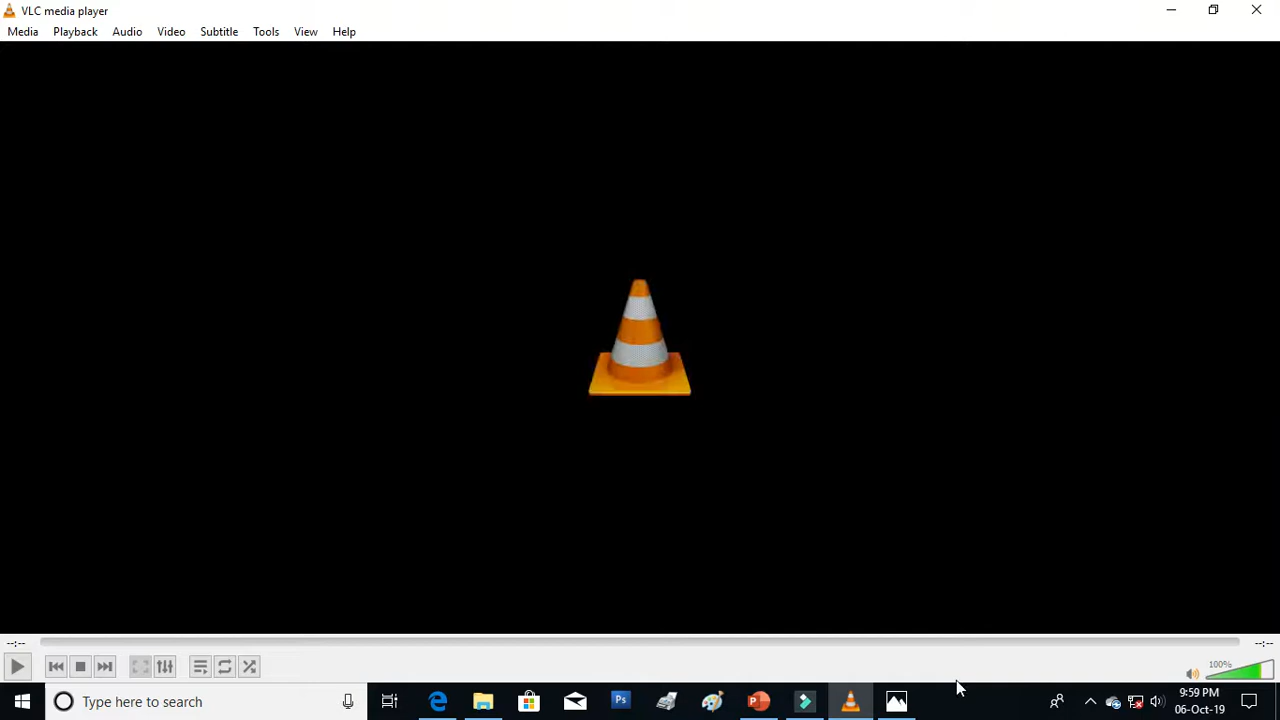 VLC media player
Media Playback Audio Video Subtitle Tools View Help
--:-- --:--
100%
Type here to search
Ps
9:59 PM
06-Oct-19